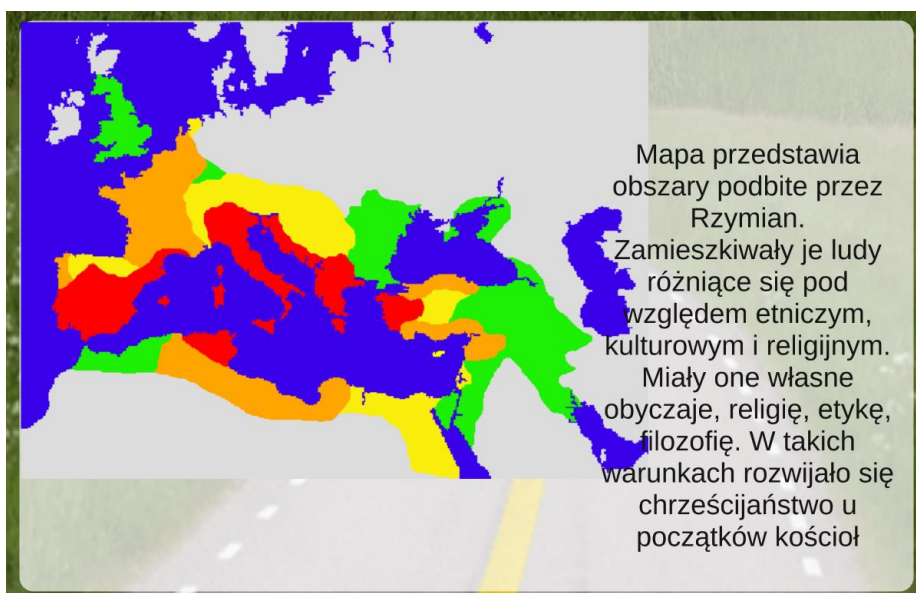 Mapa przedstawia
obszary podbite przez
Rzymian.
Zamieszkiwały je ludy
różniące się pod
względem etniczym,
kulturowym i religijnym.
Miały one własne
obyczaje, religię, etykę,
filozofię. W takich
warunkach rozwijało się
chrześcijaństwo u
początków kościoł